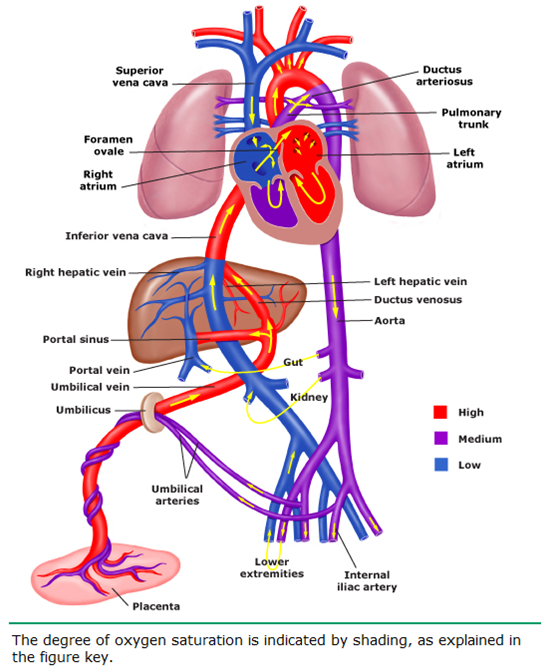 Superior
vena cava
Ductus
arteriosus
Pulmonary
trunk
Foramen
ovale
Left
atrium
Right
atrium
Inferior vena cava
Right hepatic vein
Left hepatic vein
Ductus venosus
Aorta
Portal sinus
Gut
Portal vein
Umbilical vein
Kidney
Umbilicus
High
Medium
Low
Umbilical
arteries
Lower
extremities
Internal
iliac artery
Placenta
The degree of oxygen saturation is indicated by shading, as explained in
the figure key.